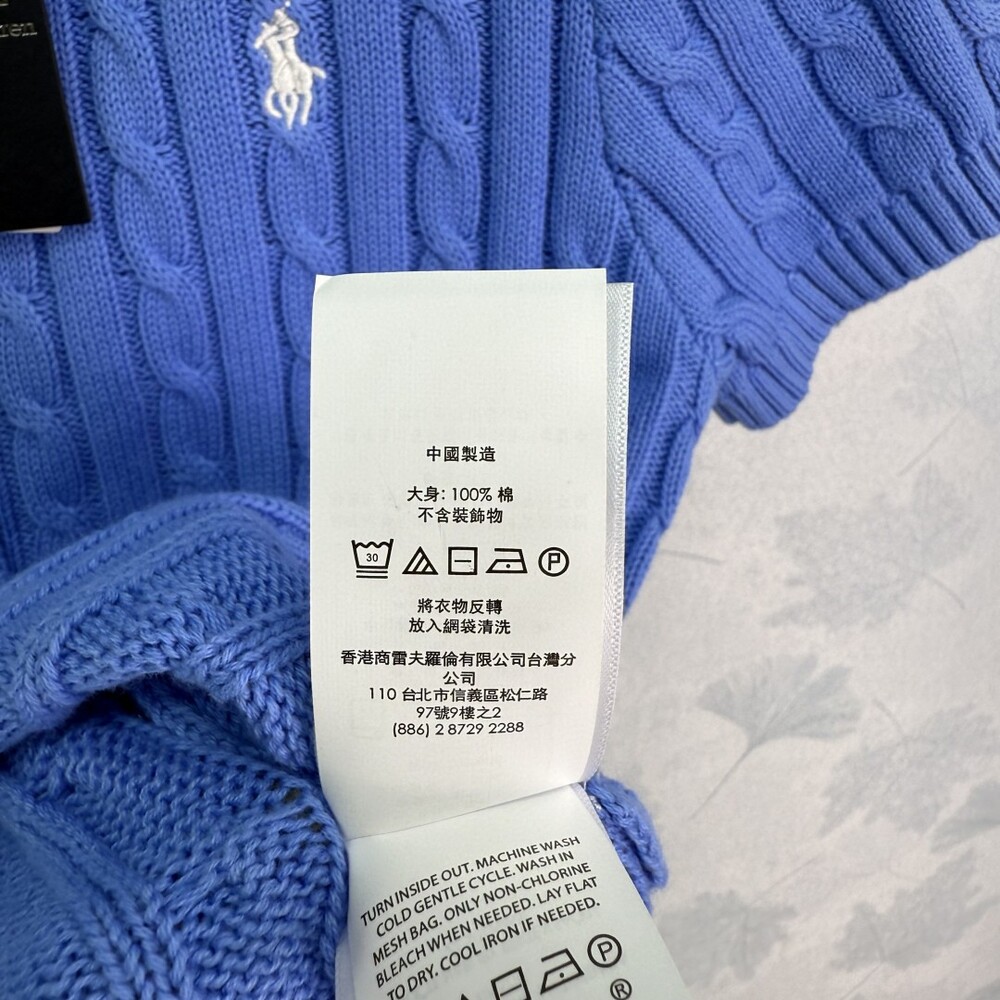 中國製造
大身: 100% 棉
不含裝飾物
30
P
將衣物反轉
放入網袋清洗
香港商雷夫羅倫有限公司台灣分
公司
110 台北市信義區松仁路
97號9樓之2
(886) 2 8729 2288
TURN INSIDE OUT. MACHINE WASH
COLD GENTLE CYCLE. WASH IN
MESH BAG. ONLY NON-CHLORINE
BLEACH WHEN NEEDED. LAY FLAT
TO DRY. COOL IRON IF NEEDED.
P
®